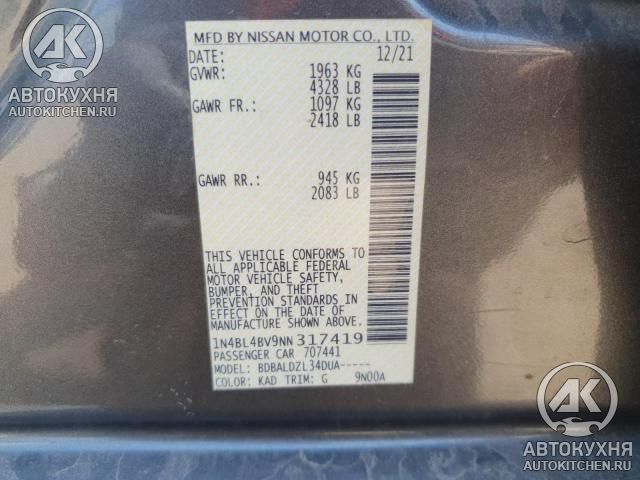 MFD BY NISSAN MOTOR CO., LTD.
DATE: 12/21
GVWR: 1963 KG
4328 LB
GAWR FR.: 1097 KG
2418 LB
GAWR RR.: 945 KG
2083 LB
THIS VEHICLE CONFORMS TO
ALL APPLICABLE FEDERAL
MOTOR VEHICLE SAFETY,
BUMPER, AND THEFT
PREVENTION STANDARDS IN
EFFECT ON THE DATE OF
MANUFACTURE SHOWN ABOVE.
1N4BL4BV9NN317419
PASSENGER CAR 707441
MODEL: BDBALDZL34DUA-----
COLOR: KAD TRIM: G 9N00A
АК
АВТОКУХНЯ
AUTOKITCHEN.RU
АК
АВТОКУХНЯ
AUTOKITCHEN.RU